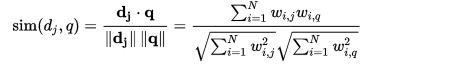 sim(d_j, q) = \frac{\mathbf{d_j} \cdot \mathbf{q}}{\|\mathbf{d_j}\| \|\mathbf{q}\|} = \frac{\sum_{i=1}^{N} w_{i,j} w_{i,q}}{\sqrt{\sum_{i=1}^{N} w_{i,j}^2} \sqrt{\sum_{i=1}^{N} w_{i,q}^2}}